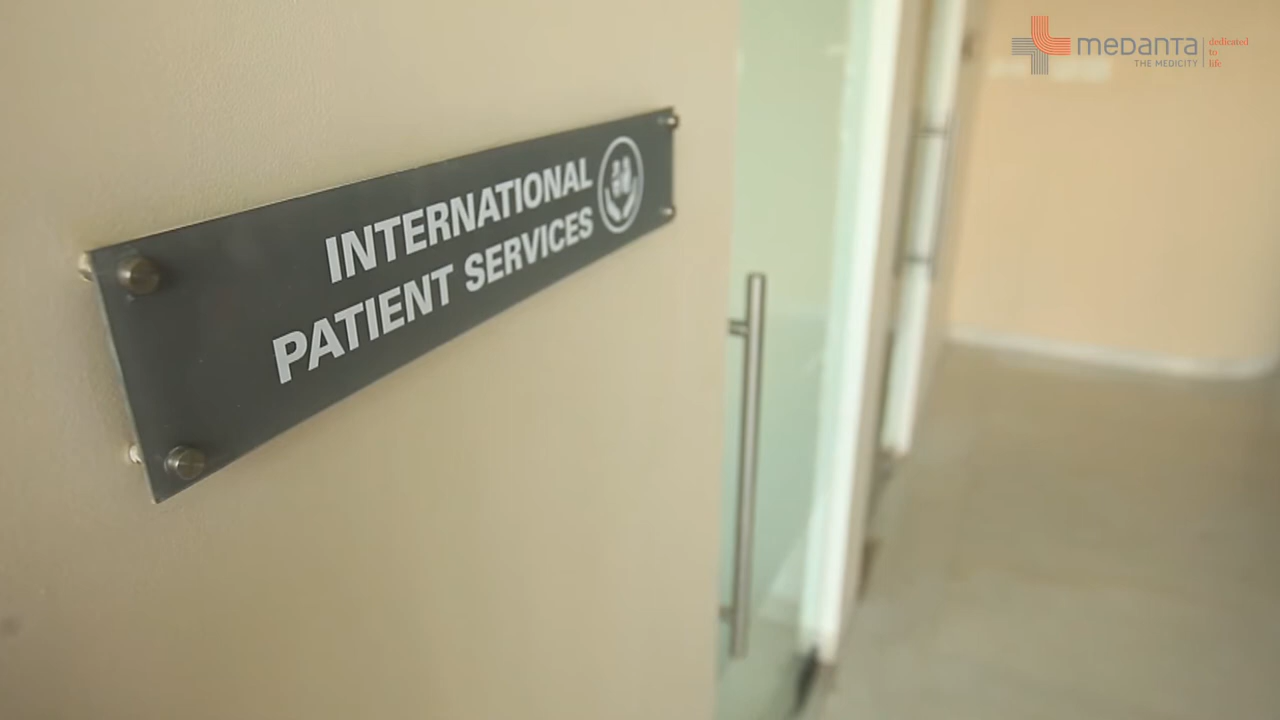 INTERNATIONAL
PATIENT SERVICES
medanta
THE MEDICITY
dedicated
to
life